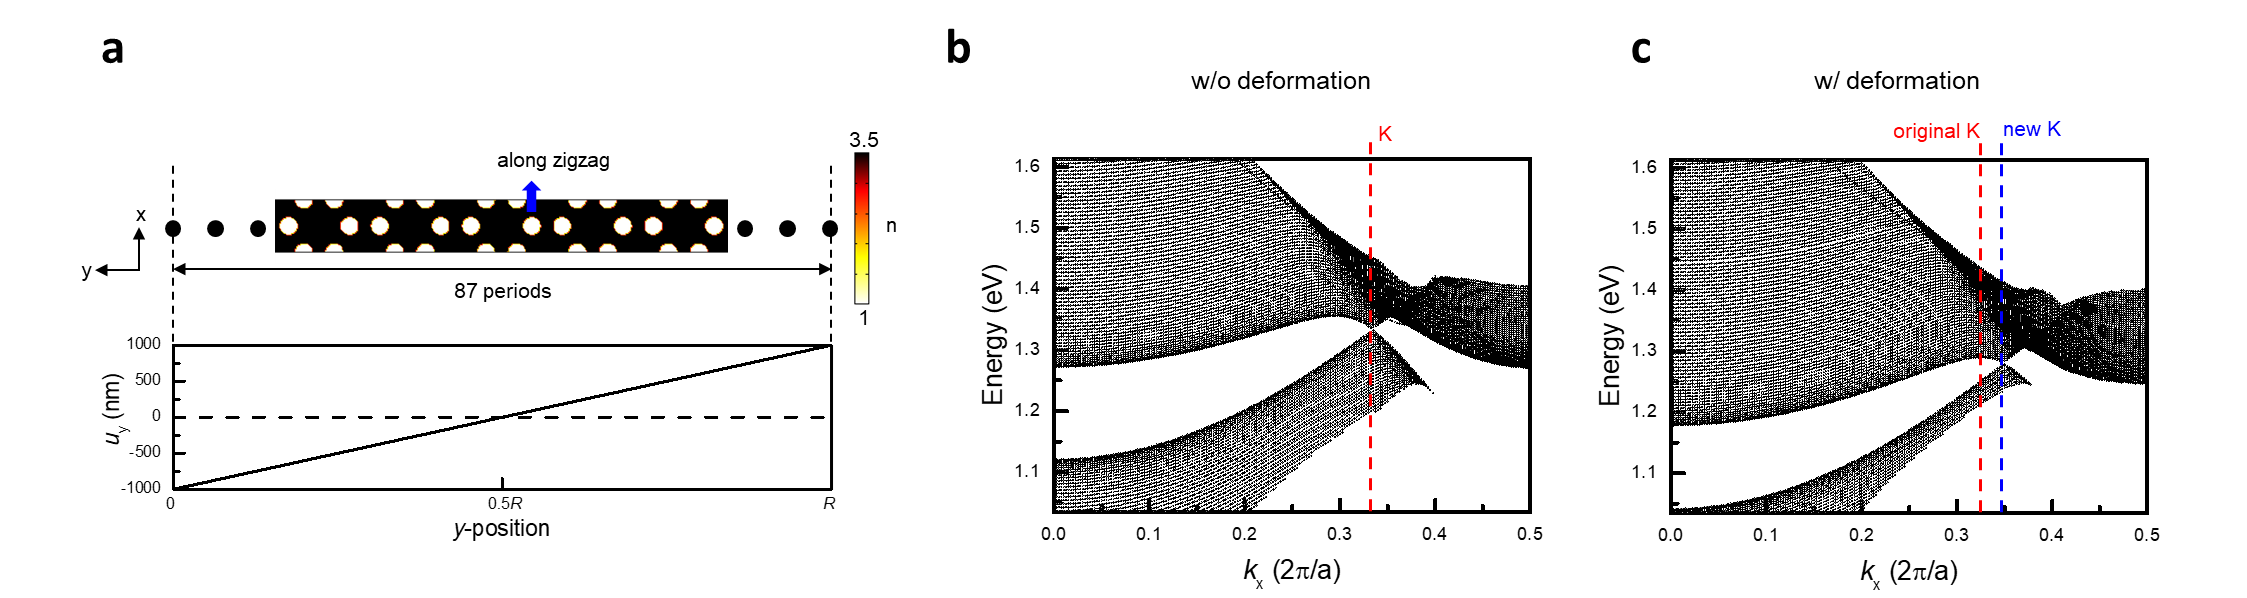 a
along zigzag
x
y
87 periods
3.5
n
1
1000
500
0
-500
-1000
u_y (nm)
0
0.5R
R
y-position
b
w/o deformation
K
1.6
1.5
1.4
1.3
1.2
1.1
Energy (eV)
0.0 0.1 0.2 0.3 0.4 0.5
k_x (2π/a)
c
w/ deformation
original K
new K
1.6
1.5
1.4
1.3
1.2
1.1
Energy (eV)
0.0 0.1 0.2 0.3 0.4 0.5
k_x (2π/a)